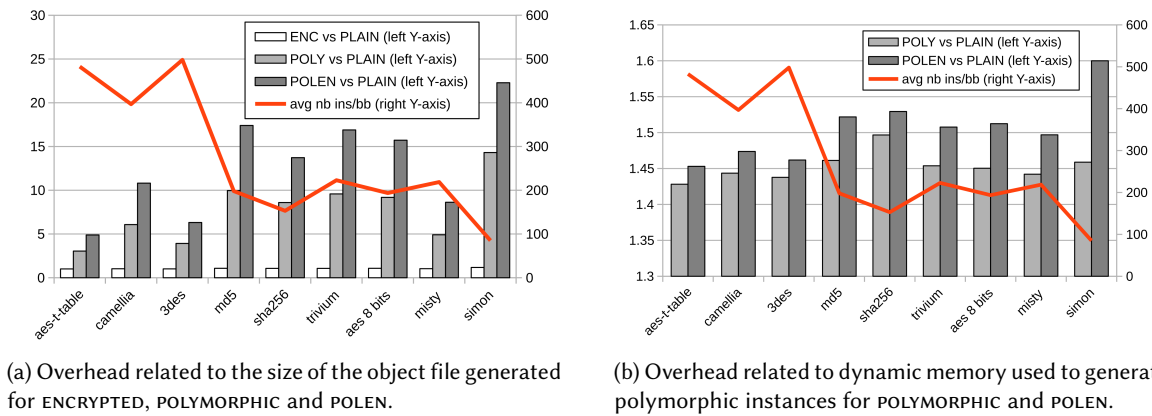 30
25
20
15
10
5
0
600
500
400
300
200
100
0
ENC vs PLAIN (left Y-axis)
POLY vs PLAIN (left Y-axis)
POLEN vs PLAIN (left Y-axis)
avg nb ins/bb (right Y-axis)
aes-t-table
camellia
3des
md5
sha256
trivium
aes 8 bits
misty
simon
(a) Overhead related to the size of the object file generated
for ENCRYPTED, POLYMORPHIC and POLEN.
1.65
1.6
1.55
1.5
1.45
1.4
1.35
1.3
600
500
400
300
200
100
0
POLY vs PLAIN (left Y-axis)
POLEN vs PLAIN (left Y-axis)
avg nb ins/bb (right Y-axis)
aes-t-table
camellia
3des
md5
sha256
trivium
aes 8 bits
misty
simon
(b) Overhead related to dynamic memory used to generat
polymorphic instances for POLYMORPHIC and POLEN.